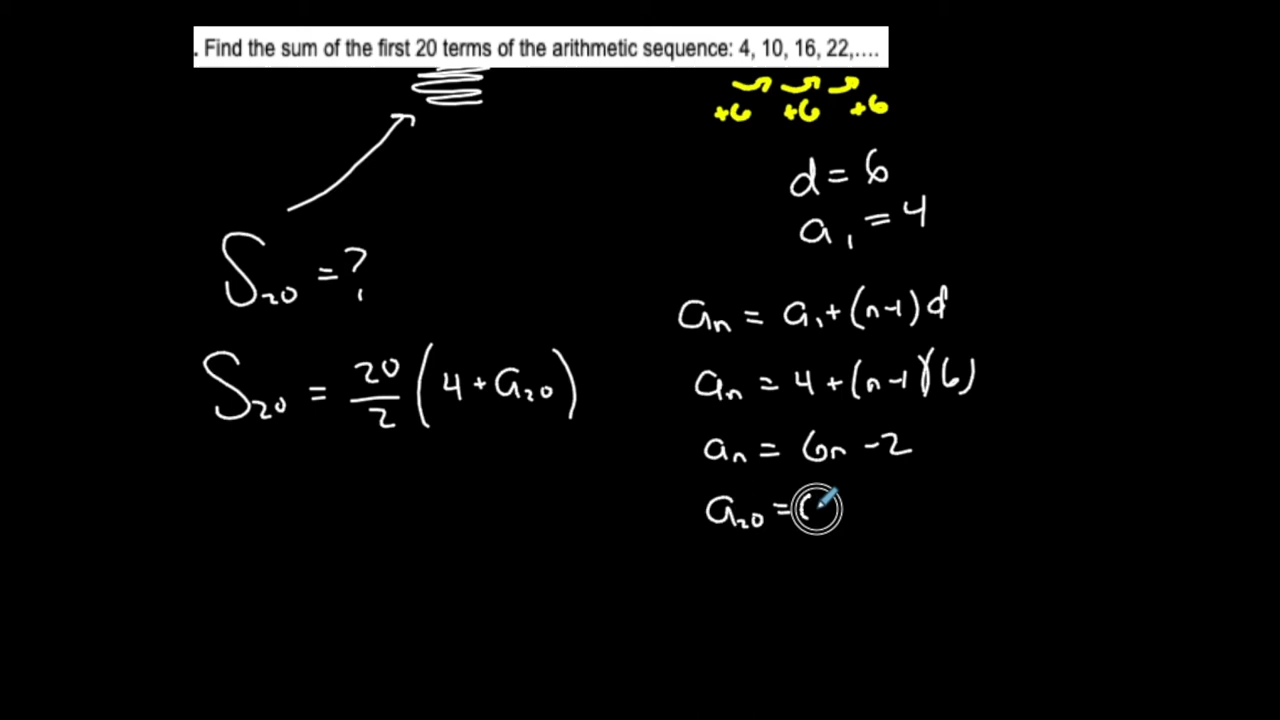 . Find the sum of the first 20 terms of the arithmetic sequence: 4, 10, 16, 22,....
+6 +6 +6
d = 6
a₁ = 4
S₂₀ = ?
aₙ = a₁ + (n-1)d
S₂₀ = 20/2 (4 + a₂₀)
aₙ = 4 + (n-1)(6)
aₙ = 6n - 2
a₂₀ =